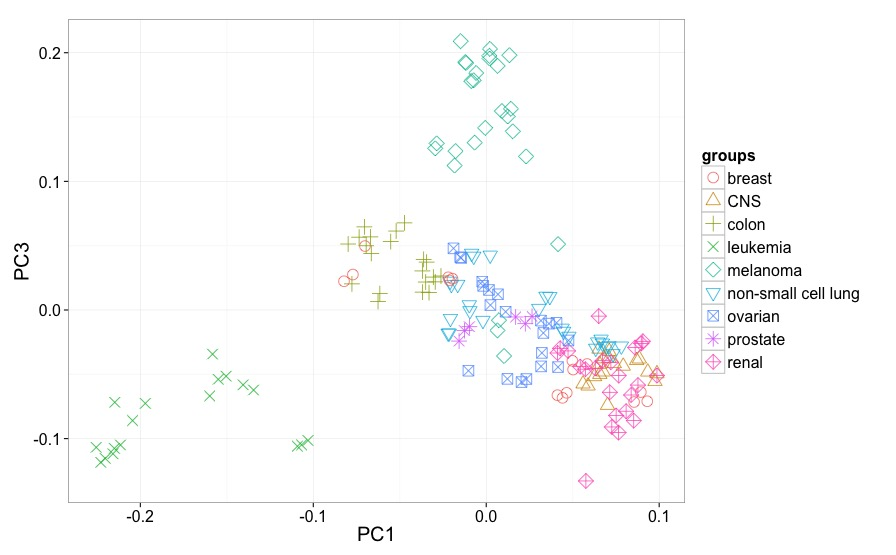 0.2
0.1
0.0
-0.1
PC3
-0.2
-0.1
0.0
0.1
PC1
groups
breast
CNS
colon
leukemia
melanoma
non-small cell lung
ovarian
prostate
renal